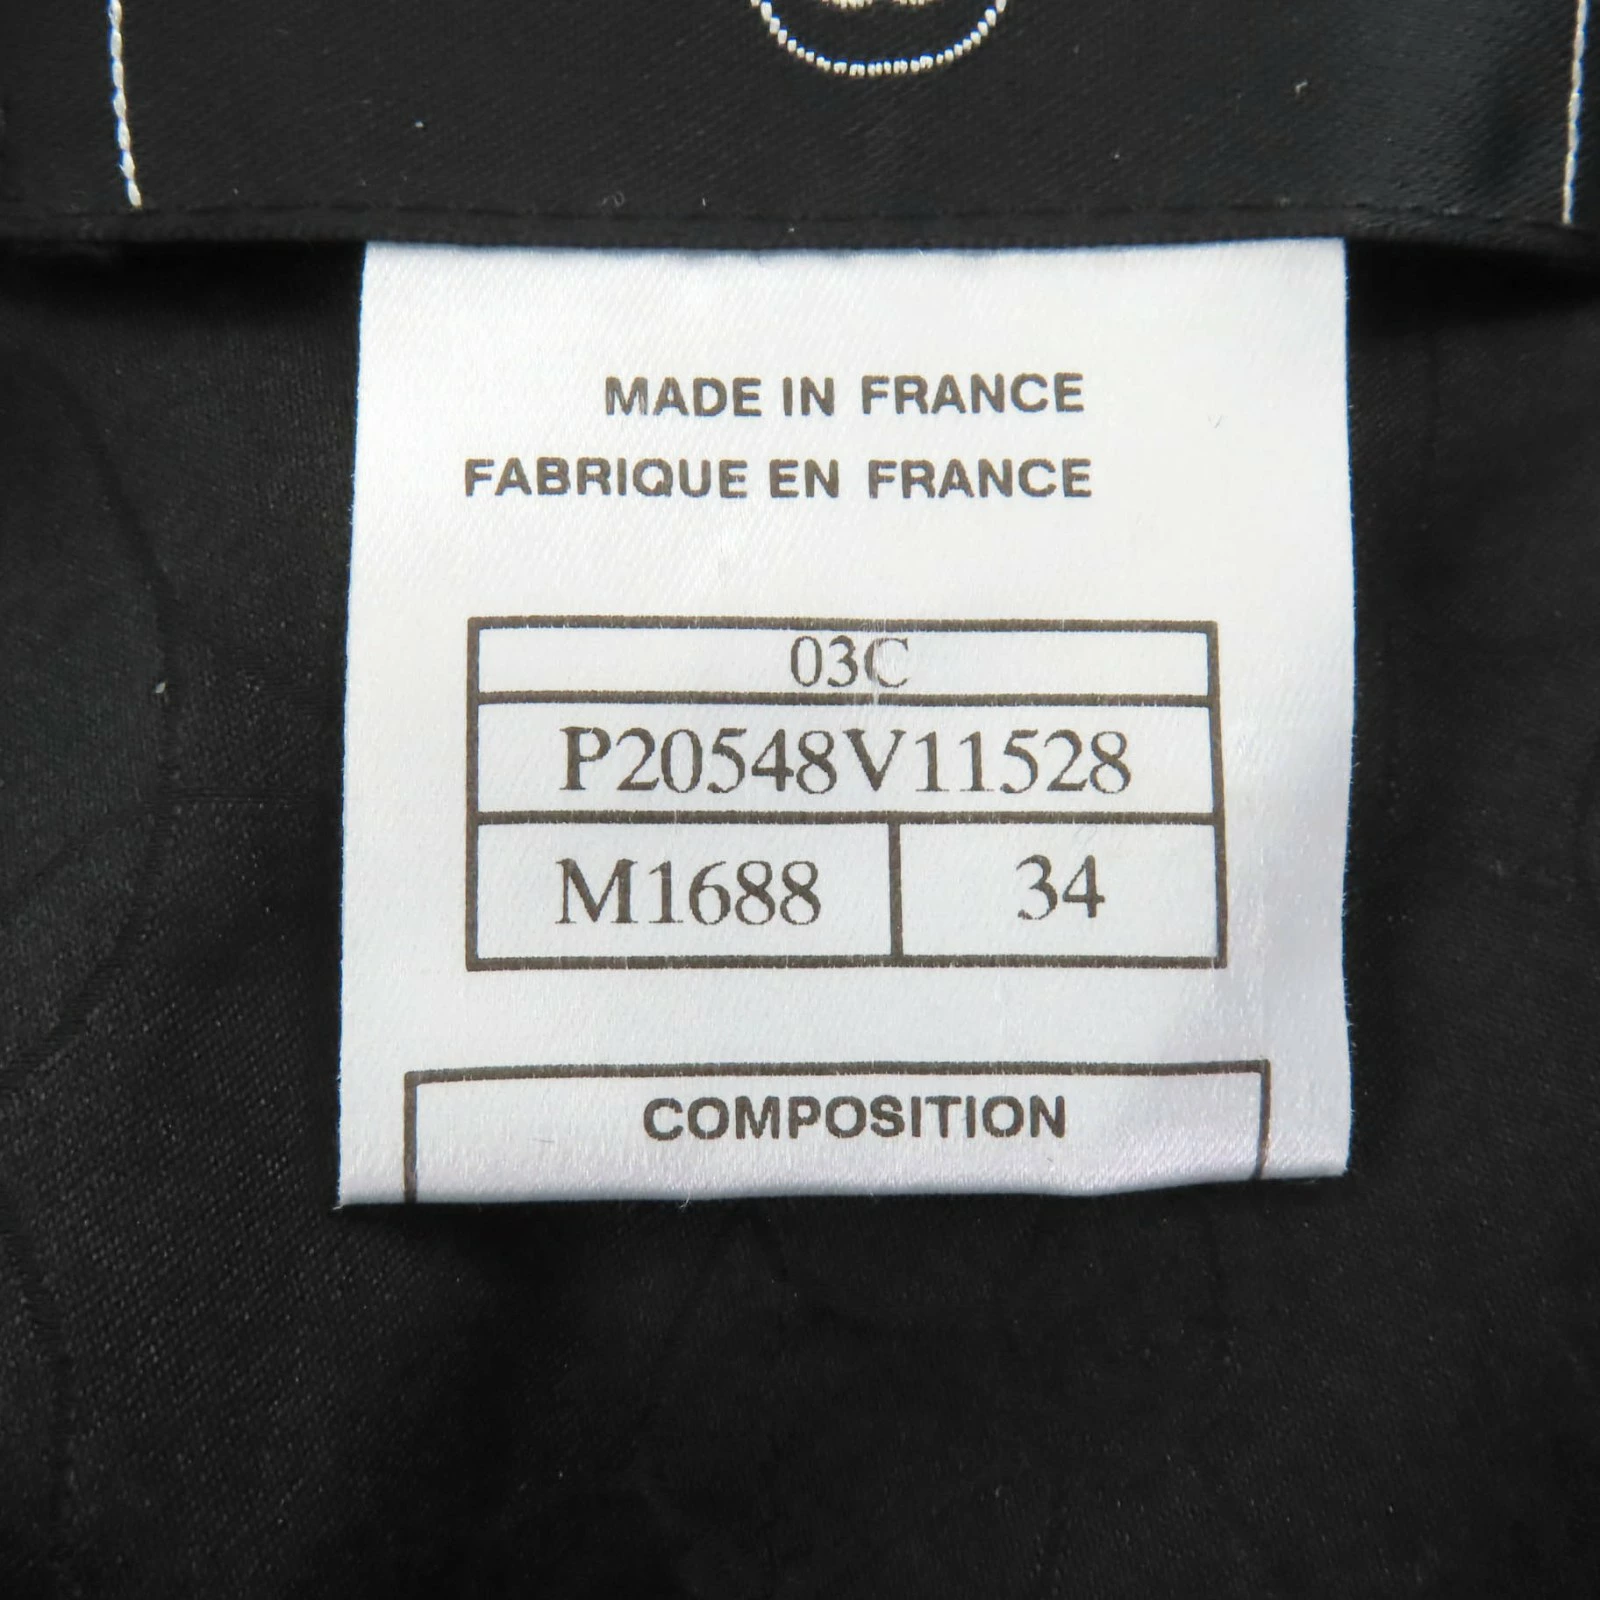 MADE IN FRANCE
FABRIQUE EN FRANCE
03C
P20548V11528
M1688 34
COMPOSITION